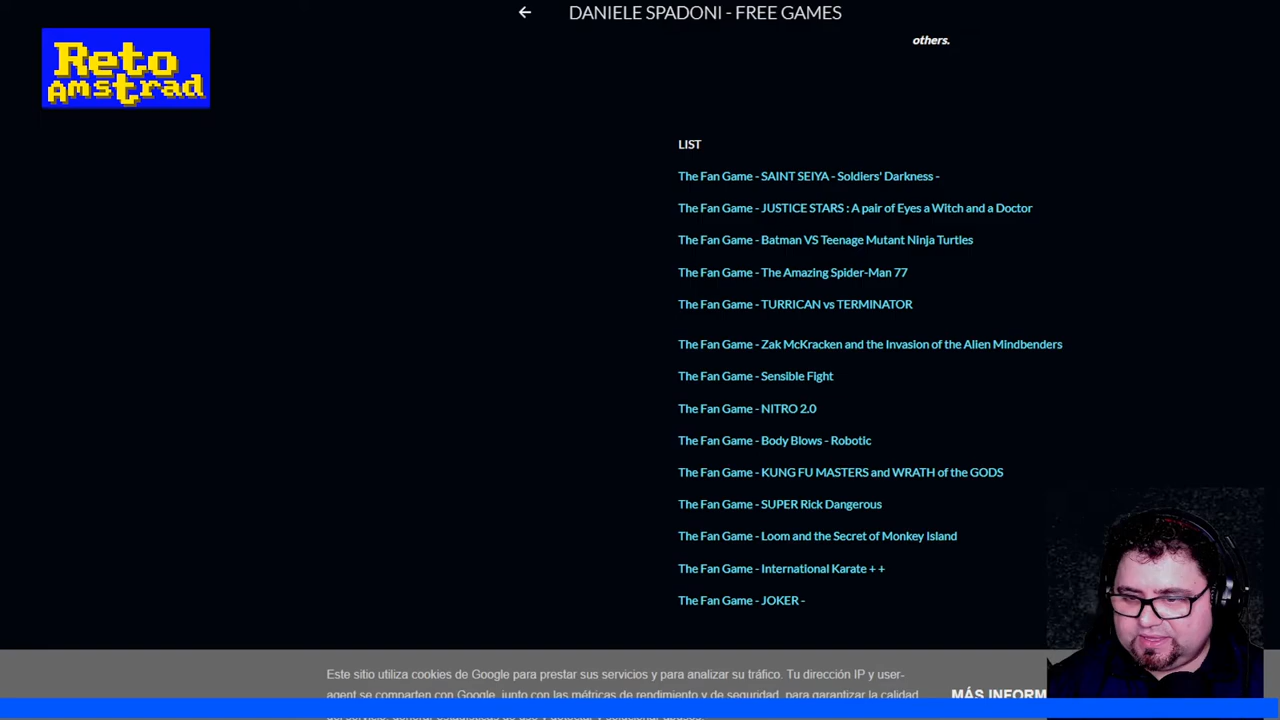 DANIELE SPADONI - FREE GAMES
others.
Reto
Amstrad
LIST
The Fan Game - SAINT SEIYA - Soldiers' Darkness -
The Fan Game - JUSTICE STARS : A pair of Eyes a Witch and a Doctor
The Fan Game - Batman VS Teenage Mutant Ninja Turtles
The Fan Game - The Amazing Spider-Man 77
The Fan Game - TURRICAN vs TERMINATOR
The Fan Game - Zak McKracken and the Invasion of the Alien Mindbenders
The Fan Game - Sensible Fight
The Fan Game - NITRO 2.0
The Fan Game - Body Blows - Robotic
The Fan Game - KUNG FU MASTERS and WRATH of the GODS
The Fan Game - SUPER Rick Dangerous
The Fan Game - Loom and the Secret of Monkey Island
The Fan Game - International Karate + +
The Fan Game - JOKER -
Este sitio utiliza cookies de Google para prestar sus servicios y para analizar su tráfico. Tu dirección IP y user-
agent se comparten con Google, junto con las métricas de rendimiento y de seguridad, para garantizar la calidad
MÁS INFORM